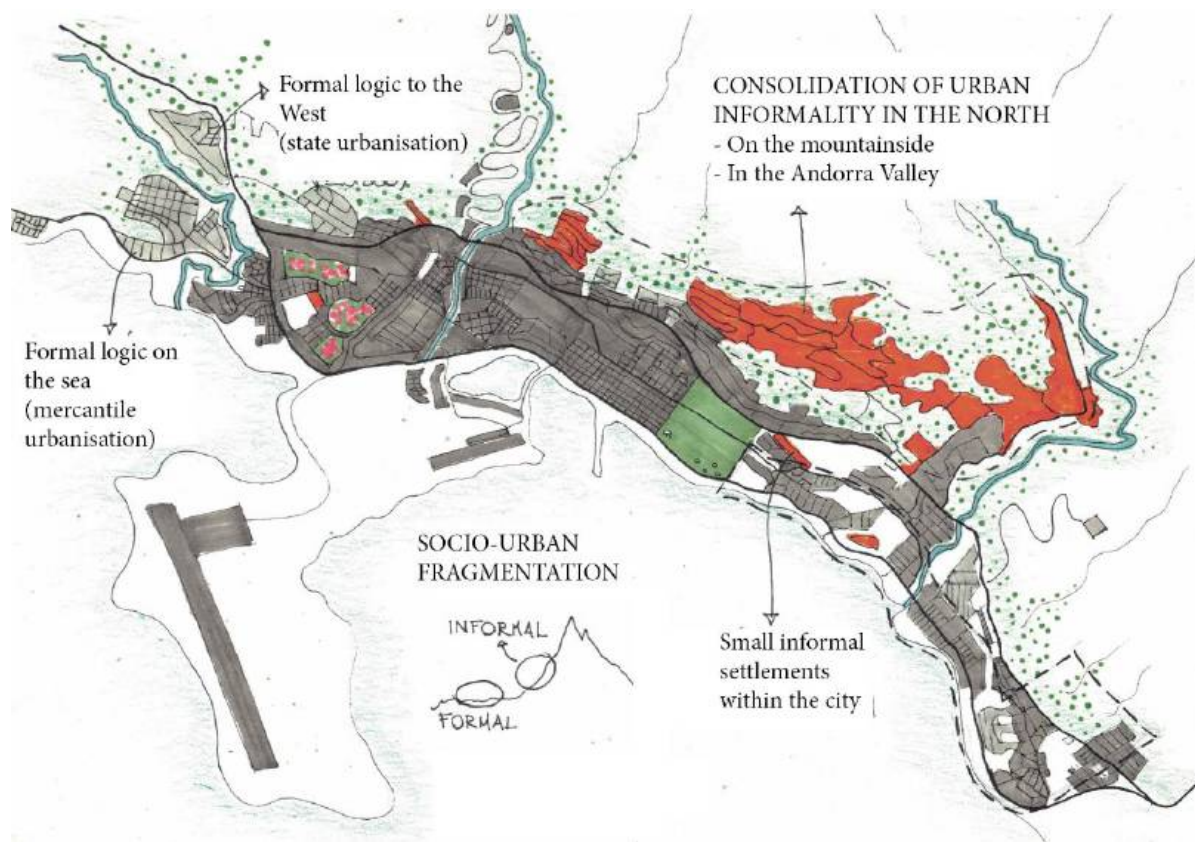 Formal logic to the
West
(state urbanisation)
CONSOLIDATION OF URBAN
INFORMALITY IN THE NORTH
- On the mountainside
- In the Andorra Valley
Formal logic on
the sea
(mercantile
urbanisation)
SOCIO-URBAN
FRAGMENTATION
INFORMAL
FORMAL
Small informal
settlements
within the city